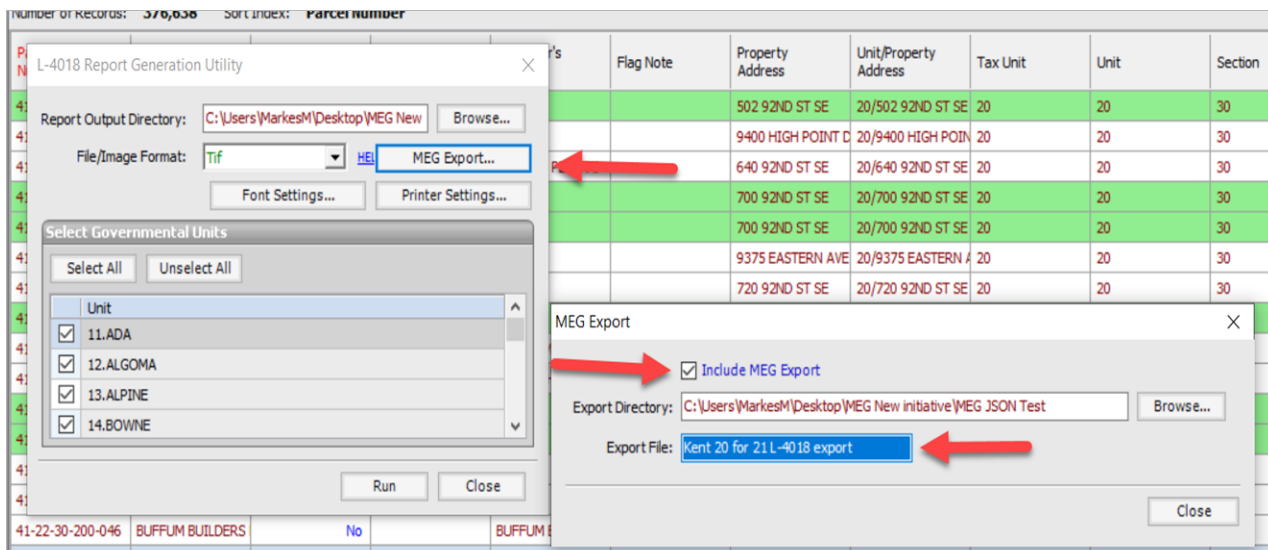 Number of Records: 376,638 Sort Index: Parcel Number
Flag Note Property Address Unit/Property Address Tax Unit Unit Section
L-4018 Report Generation Utility
Report Output Directory: C:\Users\MarkesM\Desktop\MEG New Browse...
File/Image Format: Tif MEG Export...
Font Settings... Printer Settings...
Select Governmental Units
Select All Unselect All
Unit
11.ADA
12.ALGOMA
13.ALPINE
14.BOWNE
Run Close
502 92ND ST SE 20/502 92ND ST SE 20 20 30
9400 HIGH POINT D 20/9400 HIGH POIN 20 20 30
640 92ND ST SE 20/640 92ND ST SE 20 20 30
700 92ND ST SE 20/700 92ND ST SE 20 20 30
700 92ND ST SE 20/700 92ND ST SE 20 20 30
9375 EASTERN AVE 20/9375 EASTERN 20 20 30
720 92ND ST SE 20/720 92ND ST SE 20 20 30
MEG Export
Include MEG Export
Export Directory: C:\Users\MarkesM\Desktop\MEG New initiative\MEG JSON Test Browse...
Export File: Kent 20 for 21 L-4018 export
Close
41-22-30-200-046 BUFFUM BUILDERS No BUFFUM